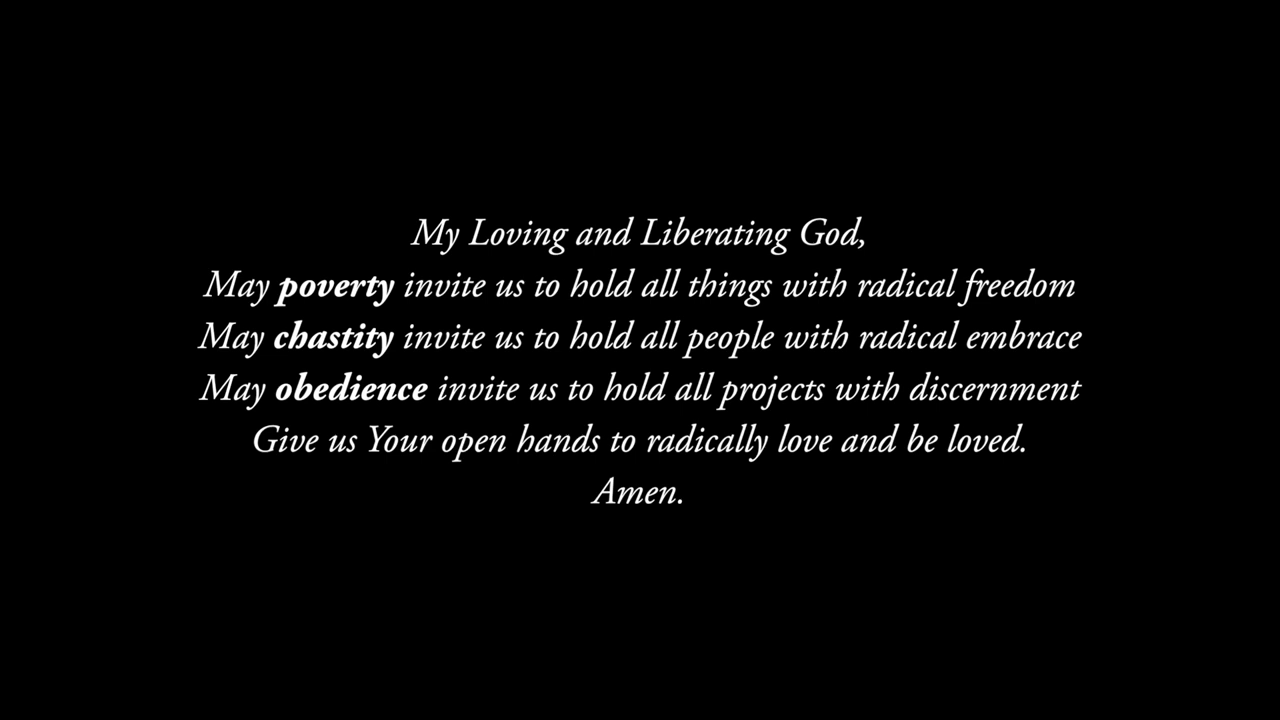 My Loving and Liberating God,
May poverty invite us to hold all things with radical freedom
May chastity invite us to hold all people with radical embrace
May obedience invite us to hold all projects with discernment
Give us Your open hands to radically love and be loved.
Amen.